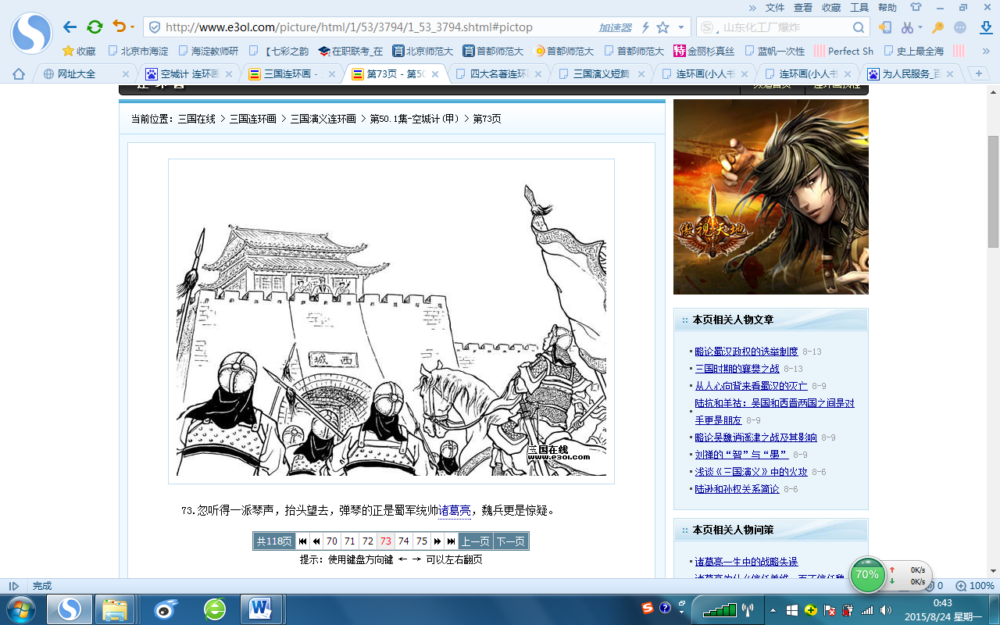 文件 查看 收藏 工具 帮助
http://www.e3ol.com/picture/html/1/53/3794/1_53_3794.shtml#pictop
加速器
山东化工厂爆炸
收藏
北京市海淀
海淀教师研
【七彩之韵
在职联考_在
北京师范大
首都师范大
首都师范大
首都师范大
金丽杉真丝
蓝帆一次性
Perfect Sh
史上最全海
网址大全
空城计 连环画
三国连环画 -
第73页 - 第50
四大名著连环
三国演义短篇
连环画(小人书
连环画(小人书
为人民服务_百
当前位置：三国在线 > 三国连环画 > 三国演义连环画 > 第50.1集-空城计(甲) > 第73页
西城
三国在线
www.e3ol.com
73.忽听得一派琴声，抬头望去，弹琴的正是蜀军统帅诸葛亮，魏兵更是惊疑。
共118页 70 71 72 73 74 75 上一页 下一页
提示：使用键盘方向键 ← → 可以左右翻页
傲视天地
本页相关人物文章
略论蜀汉政权的选举制度 8-13
三国时期的襄樊之战 8-13
从人心向背来看蜀汉的灭亡 8-9
陆抗和羊祜：吴国和西晋两国之间是对
手更是朋友 8-9
略论吴魏逍遥津之战及其影响 8-9
刘禅的“智”与“愚” 8-9
浅谈《三国演义》中的火攻 8-6
陆逊和孙权关系简论 8-6
本页相关人物问答
诸葛亮一生中的战略失误
70%
0K/s
0K/s
完成
0
100%
0:43
2015/8/24 星期一